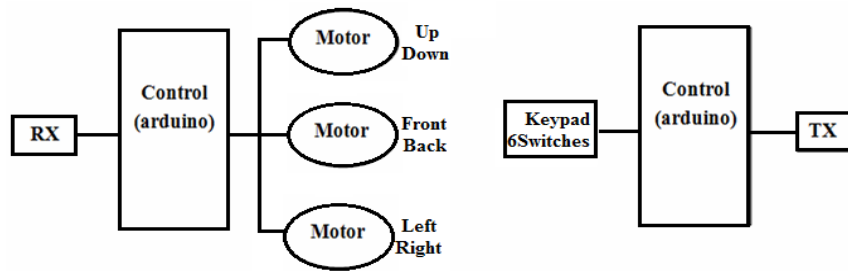 Motor
Up
Down
Control
(arduino)
RX
Motor
Front
Back
Motor
Left
Right
Keypad
6Switches
Control
(arduino)
TX